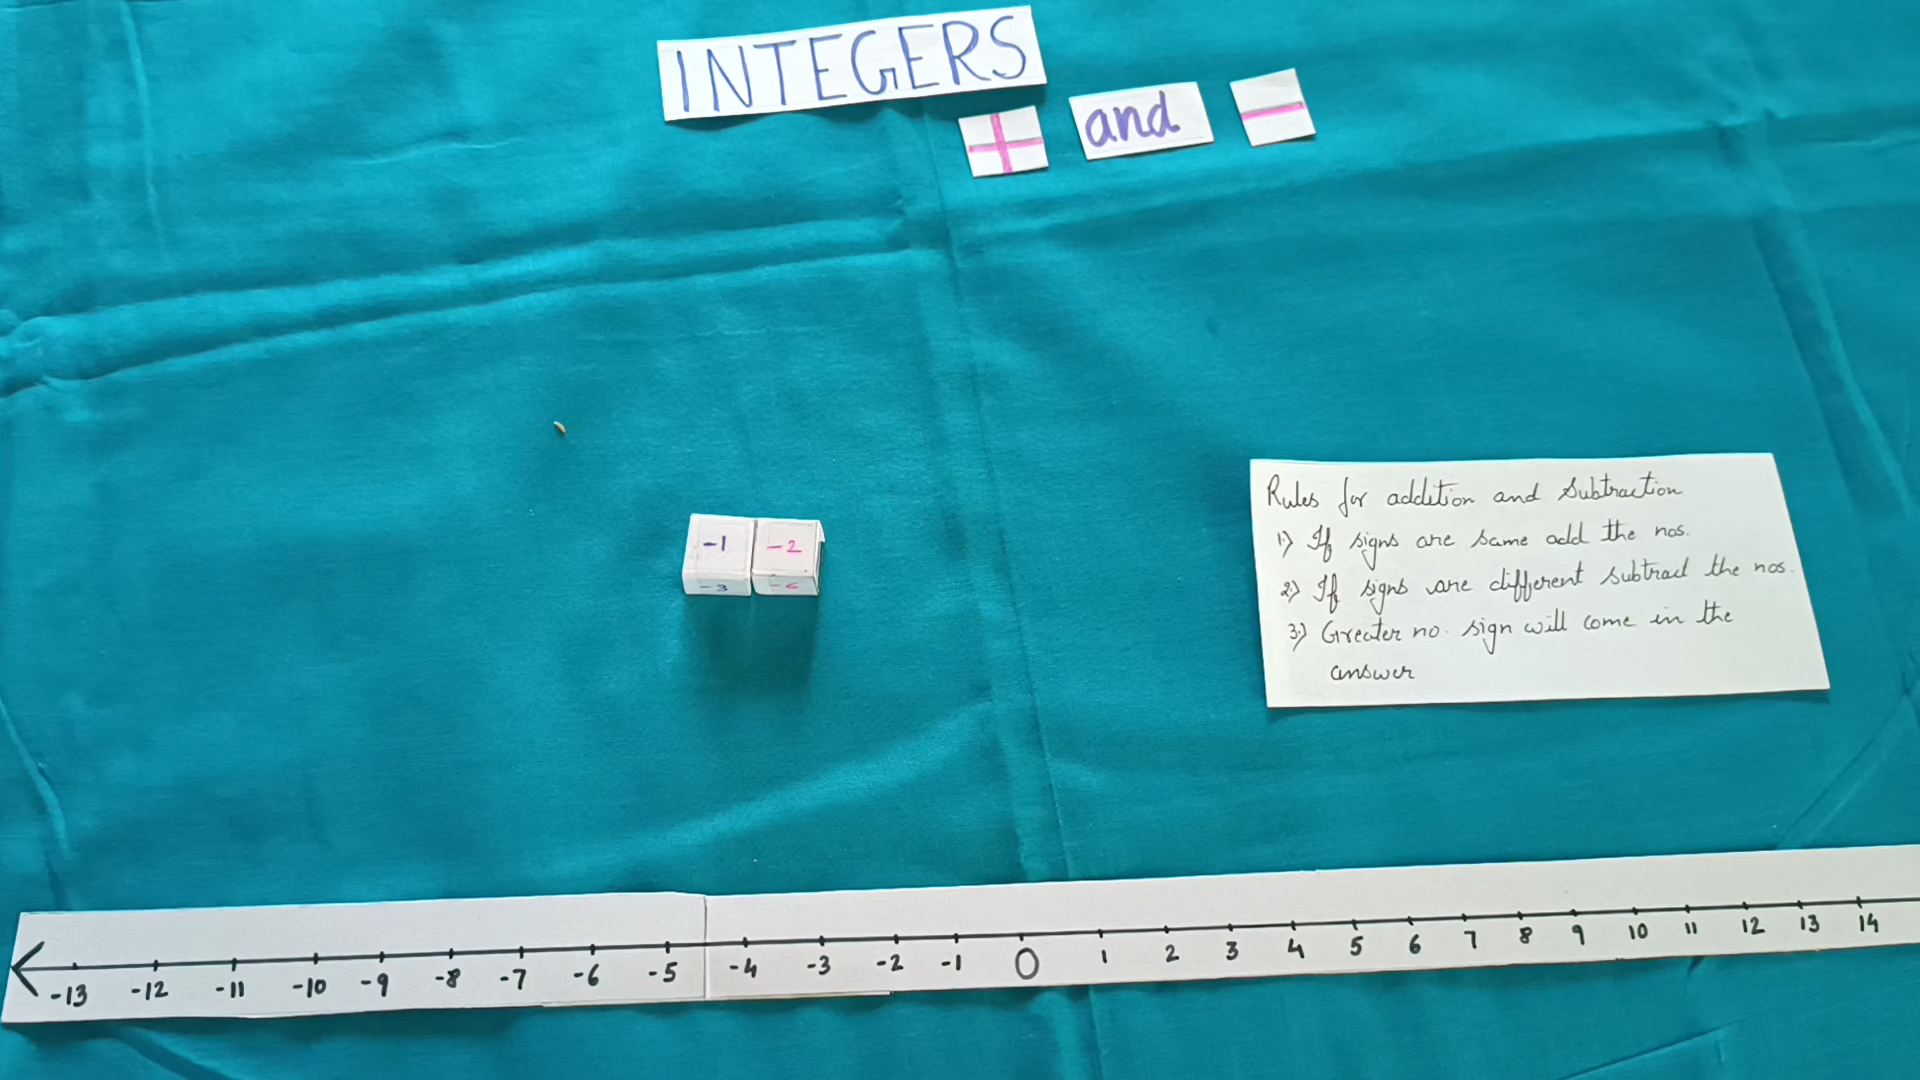 INTEGERS
+ and −
-1 -2
-3 -6
Rules for addition and Subtraction
1) If signs are same add the nos.
2) If signs are different subtract the nos.
3) Greater no. sign will come in the
answer
-13 -12 -11 -10 -9 -8 -7 -6 -5 -4 -3 -2 -1 0 1 2 3 4 5 6 7 8 9 10 11 12 13 14